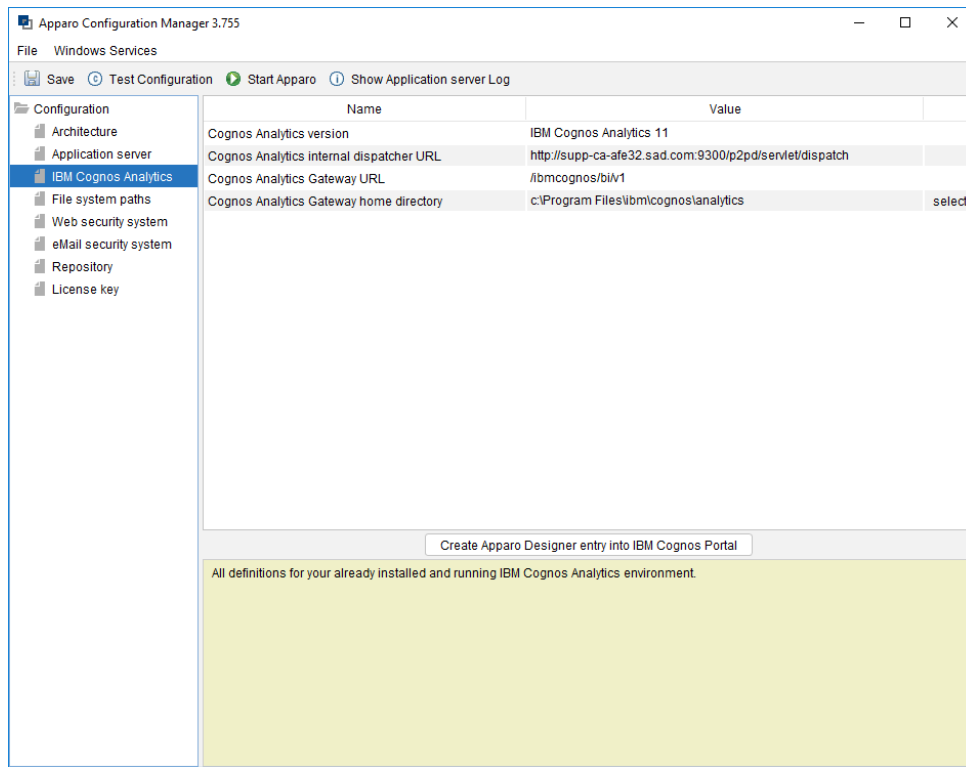 Apparo Configuration Manager 3.755
File Windows Services
Save Test Configuration Start Apparo Show Application server Log
Configuration
Architecture
Application server
IBM Cognos Analytics
File system paths
Web security system
eMail security system
Repository
License key
Name Value
Cognos Analytics version IBM Cognos Analytics 11
Cognos Analytics internal dispatcher URL http://supp-ca-afe32.sad.com:9300/p2pd/servlet/dispatch
Cognos Analytics Gateway URL /ibmcognos/bi/v1
Cognos Analytics Gateway home directory c:\Program Files\ibm\cognos\analytics select
Create Apparo Designer entry into IBM Cognos Portal
All definitions for your already installed and running IBM Cognos Analytics environment.